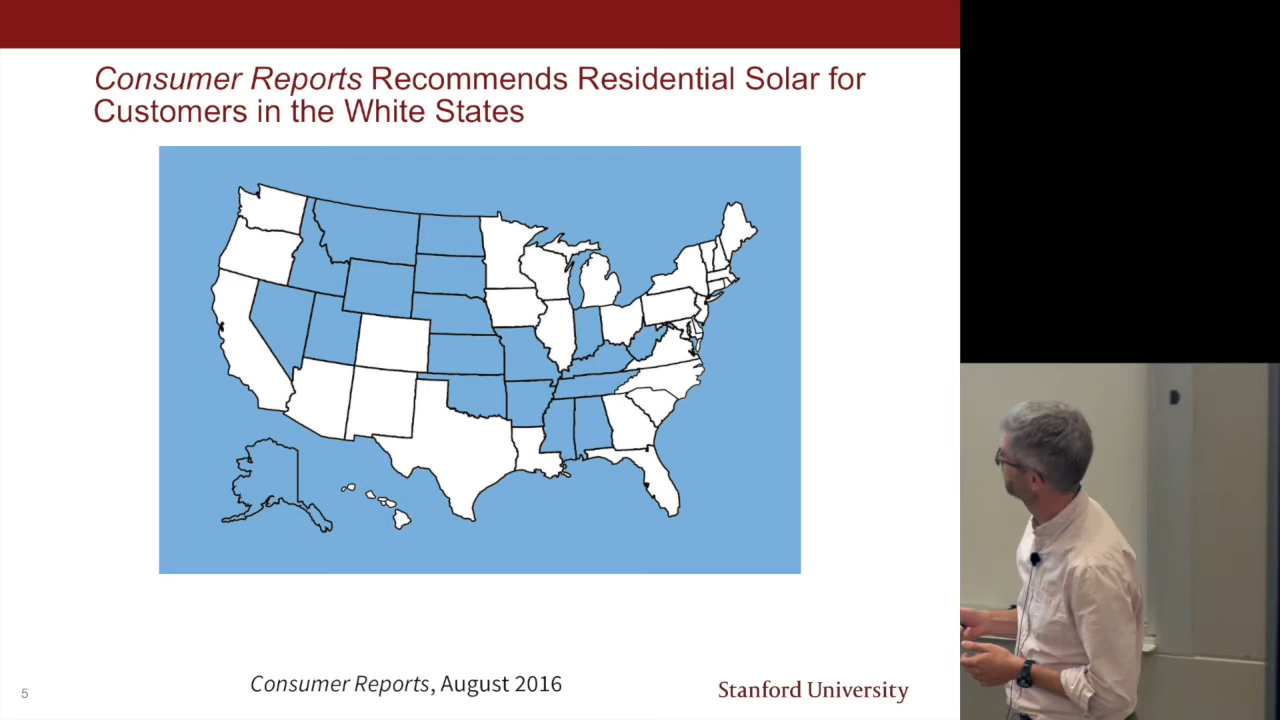 Consumer Reports Recommends Residential Solar for
Customers in the White States
Consumer Reports, August 2016
5
Stanford University